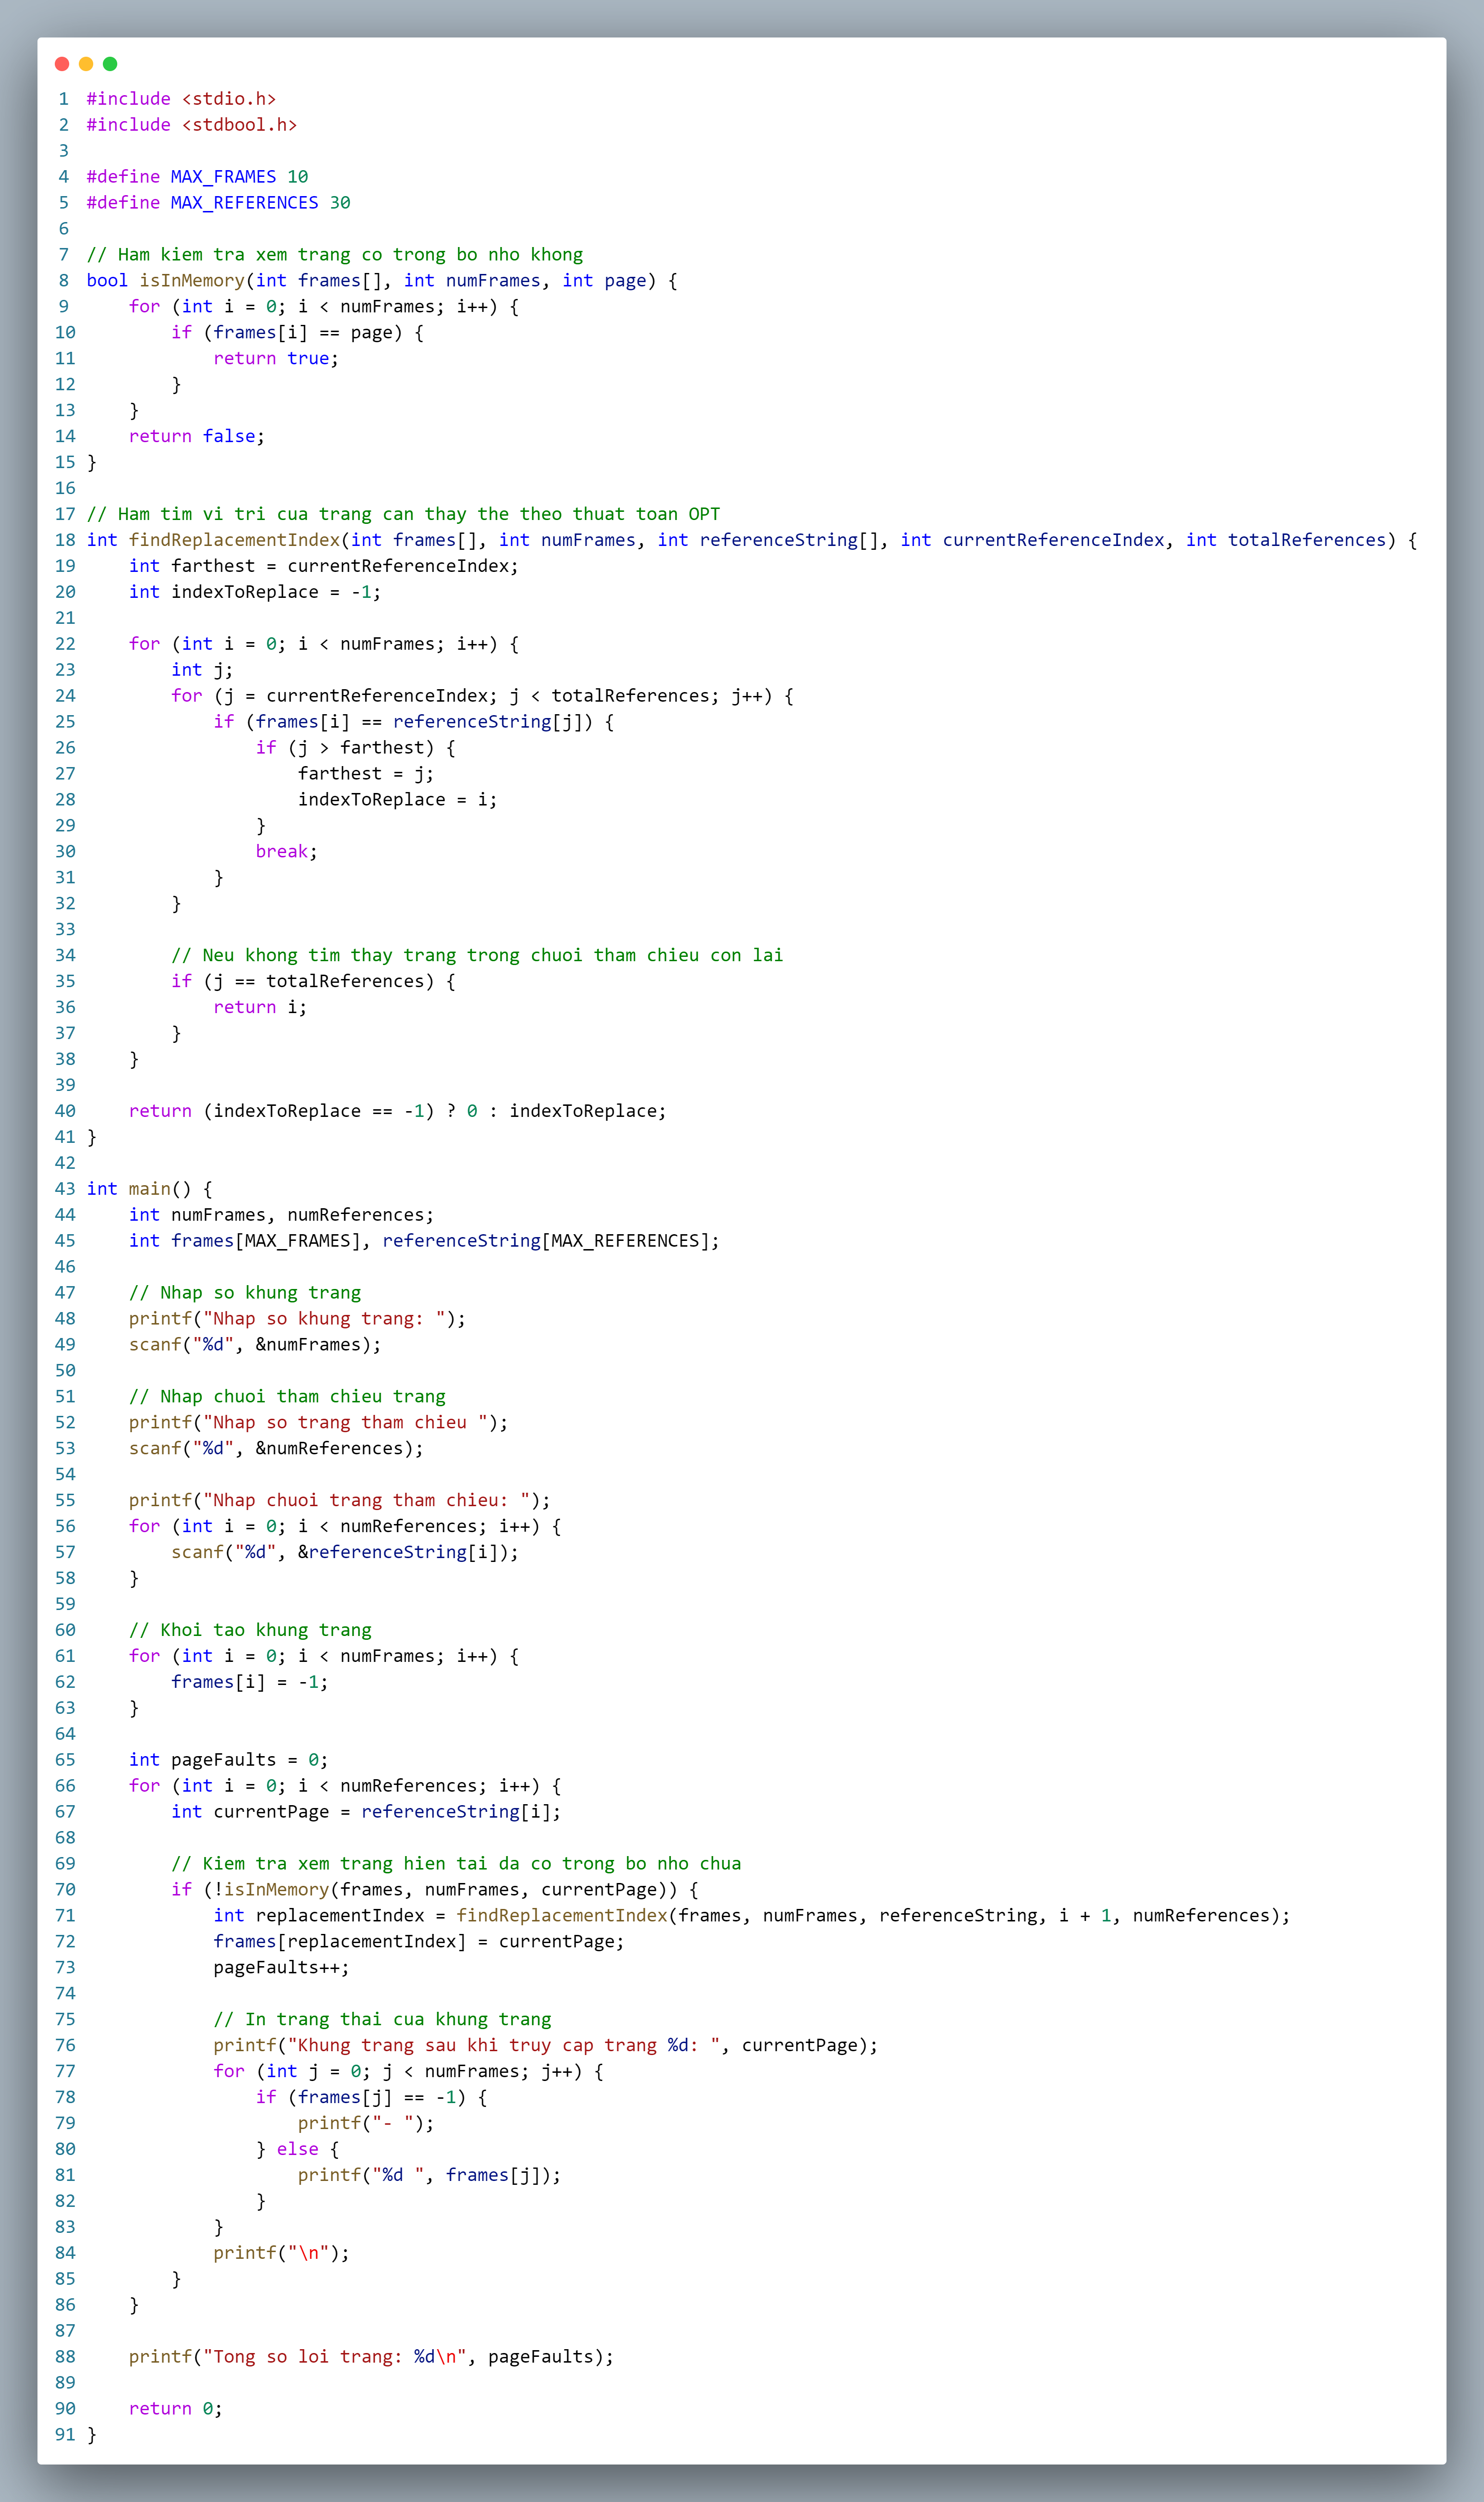 1 #include <stdio.h>
2 #include <stdbool.h>
3
4 #define MAX_FRAMES 10
5 #define MAX_REFERENCES 30
6
7 // Ham kiem tra xem trang co trong bo nho khong
8 bool isInMemory(int frames[], int numFrames, int page) {
9     for (int i = 0; i < numFrames; i++) {
10         if (frames[i] == page) {
11             return true;
12         }
13     }
14     return false;
15 }
16
17 // Ham tim vi tri cua trang can thay the theo thuat toan OPT
18 int findReplacementIndex(int frames[], int numFrames, int referenceString[], int currentReferenceIndex, int totalReferences) {
19     int farthest = currentReferenceIndex;
20     int indexToReplace = -1;
21
22     for (int i = 0; i < numFrames; i++) {
23         int j;
24         for (j = currentReferenceIndex; j < totalReferences; j++) {
25             if (frames[i] == referenceString[j]) {
26                 if (j > farthest) {
27                     farthest = j;
28                     indexToReplace = i;
29                 }
30                 break;
31             }
32         }
33
34         // Neu khong tim thay trang trong chuoi tham chieu con lai
35         if (j == totalReferences) {
36             return i;
37         }
38     }
39
40     return (indexToReplace == -1) ? 0 : indexToReplace;
41 }
42
43 int main() {
44     int numFrames, numReferences;
45     int frames[MAX_FRAMES], referenceString[MAX_REFERENCES];
46
47     // Nhap so khung trang
48     printf("Nhap so khung trang: ");
49     scanf("%d", &numFrames);
50
51     // Nhap chuoi tham chieu trang
52     printf("Nhap so trang tham chieu ");
53     scanf("%d", &numReferences);
54
55     printf("Nhap chuoi trang tham chieu: ");
56     for (int i = 0; i < numReferences; i++) {
57         scanf("%d", &referenceString[i]);
58     }
59
60     // Khoi tao khung trang
61     for (int i = 0; i < numFrames; i++) {
62         frames[i] = -1;
63     }
64
65     int pageFaults = 0;
66     for (int i = 0; i < numReferences; i++) {
67         int currentPage = referenceString[i];
68
69         // Kiem tra xem trang hien tai da co trong bo nho chua
70         if (!isInMemory(frames, numFrames, currentPage)) {
71             int replacementIndex = findReplacementIndex(frames, numFrames, referenceString, i + 1, numReferences);
72             frames[replacementIndex] = currentPage;
73             pageFaults++;
74
75             // In trang thai cua khung trang
76             printf("Khung trang sau khi truy cap trang %d: ", currentPage);
77             for (int j = 0; j < numFrames; j++) {
78                 if (frames[j] == -1) {
79                     printf("- ");
80                 } else {
81                     printf("%d ", frames[j]);
82                 }
83             }
84             printf("\n");
85         }
86     }
87
88     printf("Tong so loi trang: %d\n", pageFaults);
89
90     return 0;
91 }